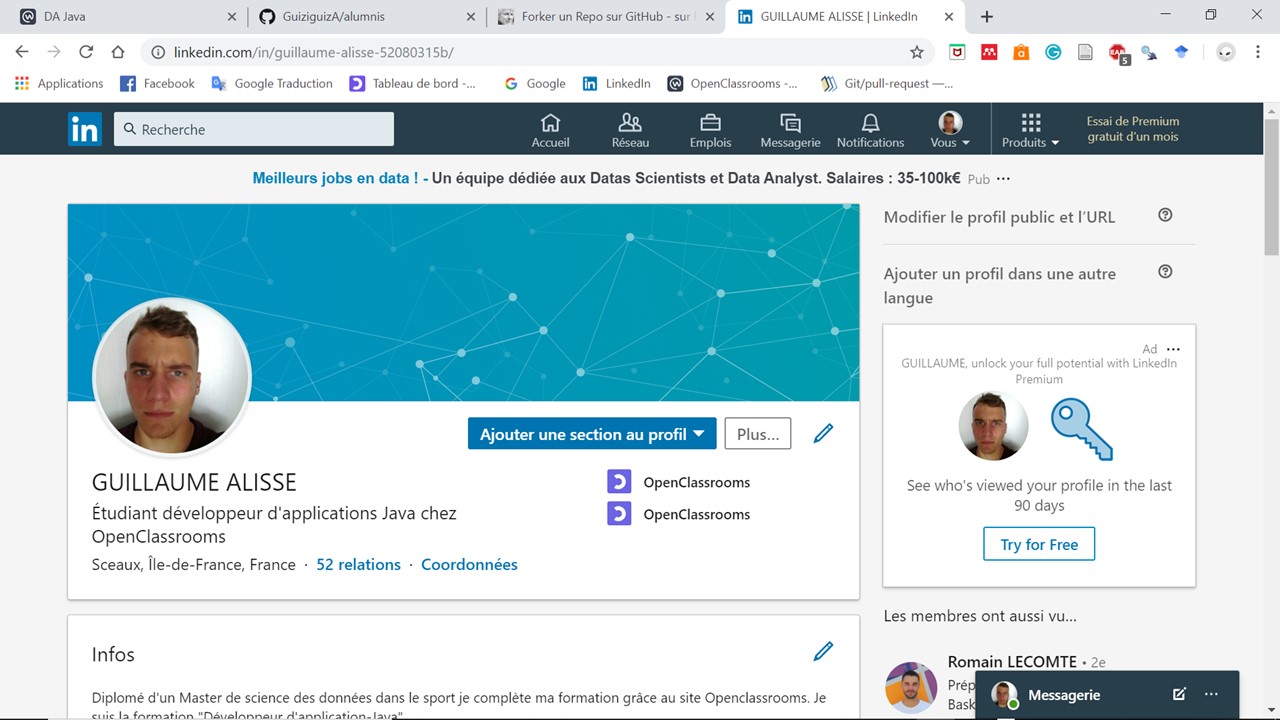 DA Java
GuiziguizA/alumnis
Forker un Repo sur GitHub - sur
GUILLAUME ALISSE | LinkedIn
linkedin.com/in/guillaume-alisse-52080315b/
5
Applications
Facebook
Google Traduction
Tableau de bord -...
Google
LinkedIn
OpenClassrooms -...
Git/pull-request —...
in
Recherche
Accueil
Réseau
Emplois
Messagerie
Notifications
Vous
Produits
Essai de Premium
gratuit d'un mois
Meilleurs jobs en data ! - Un équipe dédiée aux Datas Scientists et Data Analyst. Salaires : 35-100k€ Pub ···
Modifier le profil public et l'URL
Ajouter un profil dans une autre
langue
Ajouter une section au profil
Plus...
GUILLAUME ALISSE
Étudiant développeur d'applications Java chez
OpenClassrooms
Sceaux, Île-de-France, France · 52 relations · Coordonnées
OpenClassrooms
OpenClassrooms
Ad ···
GUILLAUME, unlock your full potential with LinkedIn
Premium
See who's viewed your profile in the last
90 days
Try for Free
Infos
Diplomé d'un Master de science des données dans le sport je complète ma formation grâce au site Openclassrooms. Je
suis la formation "Développeur d'application-Java"
Les membres ont aussi vu...
Romain LECOMTE • 2e
Prép
Bask
Messagerie